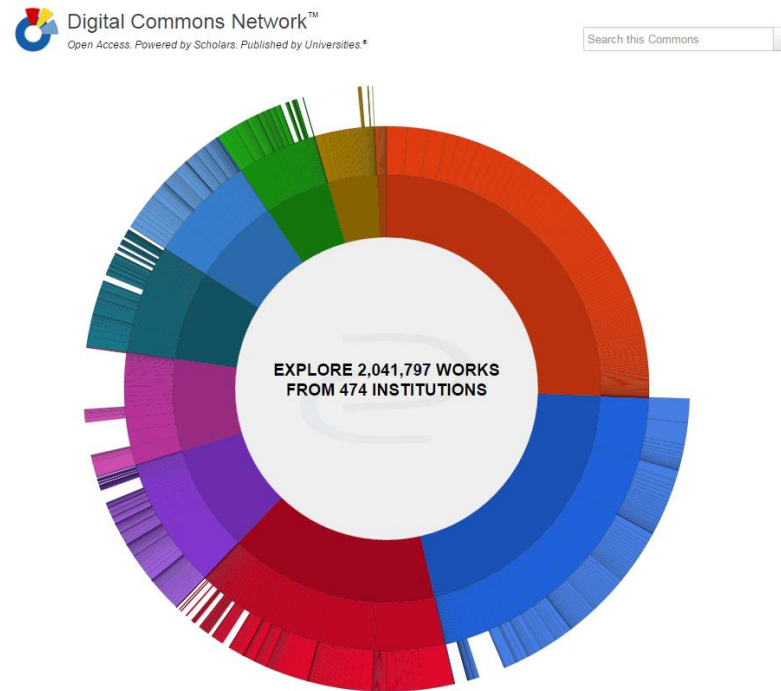 Digital Commons Network™
Open Access. Powered by Scholars. Published by Universities.®
Search this Commons
EXPLORE 2,041,797 WORKS
FROM 474 INSTITUTIONS